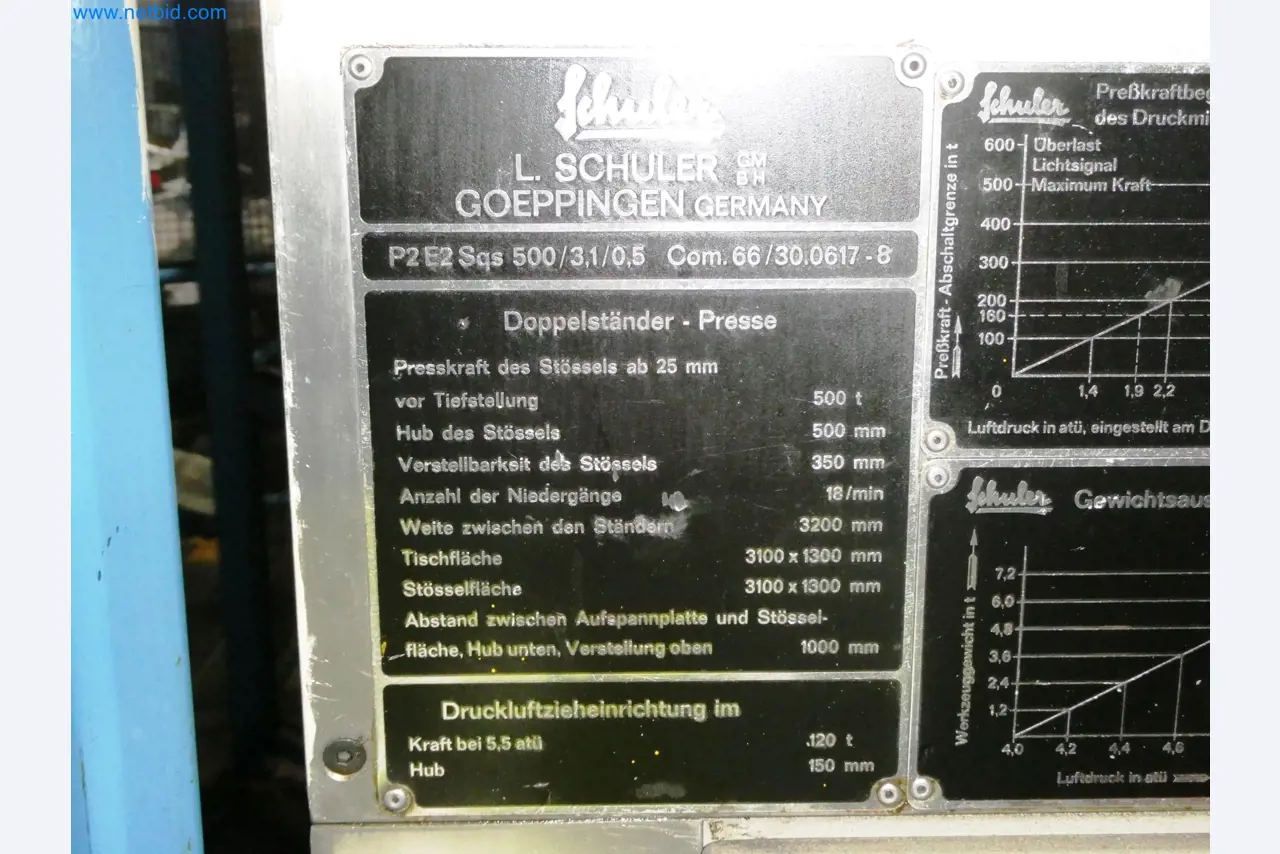 www.netbid.com
Schuler
L. SCHULER GMBH
GOEPPINGEN GERMANY
P2 E2 Sqs 500/3,1/0,5 Com. 66/30.0617-8
Doppelständer - Presse
Presskraft des Stössels ab 25 mm
vor Tiefstellung 500 t
Hub des Stössels 500 mm
Verstellbarkeit des Stössels 350 mm
Anzahl der Niedergänge 18/min
Weite zwischen den Ständern 3200 mm
Tischfläche 3100 x 1300 mm
Stösselfläche 3100 x 1300 mm
Abstand zwischen Aufspannplatte und Stössel-
fläche, Hub unten, Verstellung oben 1000 mm
Druckluftzieheinrichtung im
Kraft bei 5,5 atü 120 t
Hub 150 mm
Schuler Preßkraftbeg
des Druckmi
Preßkraft - Abschaltgrenze in t
600 Überlast
Lichtsignal
500 Maximum Kraft
400
300
200
160
100
0 1,4 1,9 2,2
Luftdruck in atü, eingestellt am D
Schuler Gewichtsaus
Werkzeuggewicht in t
7,2
6,0
4,8
3,6
2,4
1,2
4,0 4,2 4,4 4,6
Luftdruck in atü